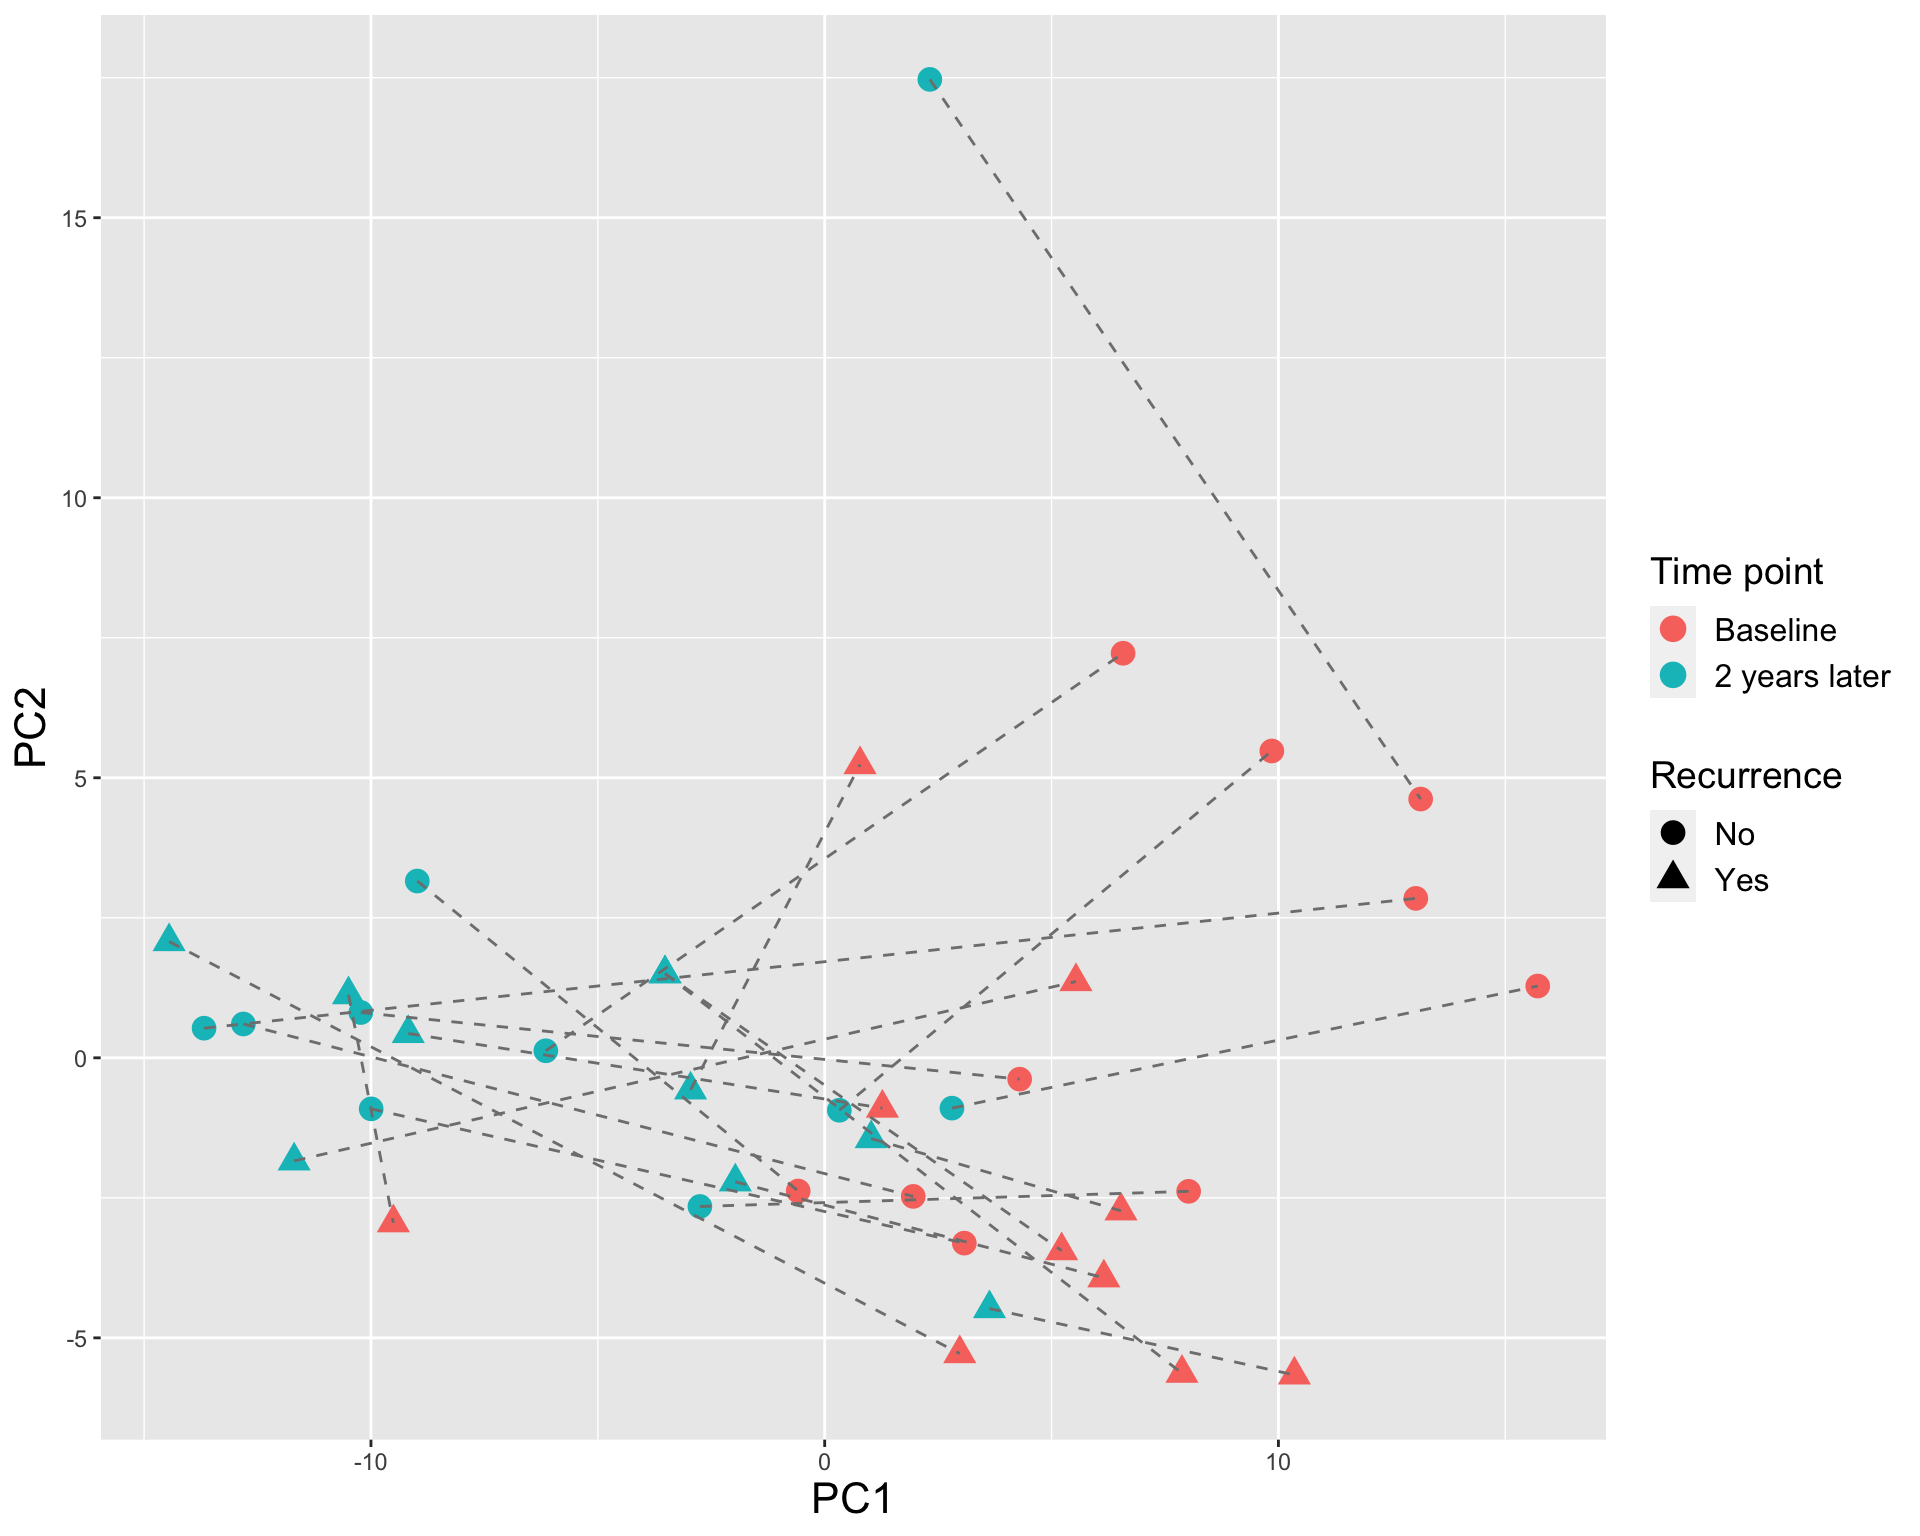 15
10
5
0
-5
PC2
-10
0
10
PC1
Time point
Baseline
2 years later
Recurrence
No
Yes